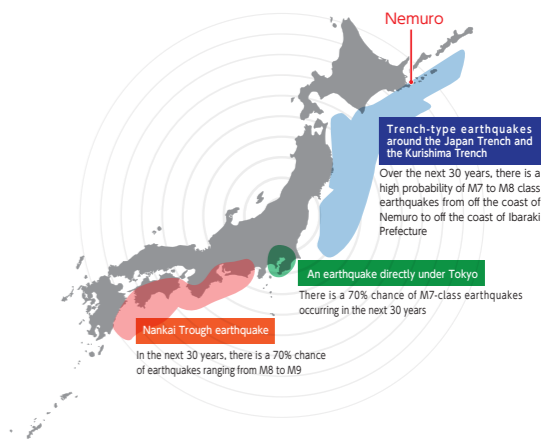 Nemuro
Trench-type earthquakes
around the Japan Trench and
the Kurishima Trench
Over the next 30 years, there is a
high probability of M7 to M8 class
earthquakes from off the coast of
Nemuro to off the coast of Ibaraki
Prefecture
An earthquake directly under Tokyo
There is a 70% chance of M7-class earthquakes
occurring in the next 30 years
Nankai Trough earthquake
In the next 30 years, there is a 70% chance
of earthquakes ranging from M8 to M9